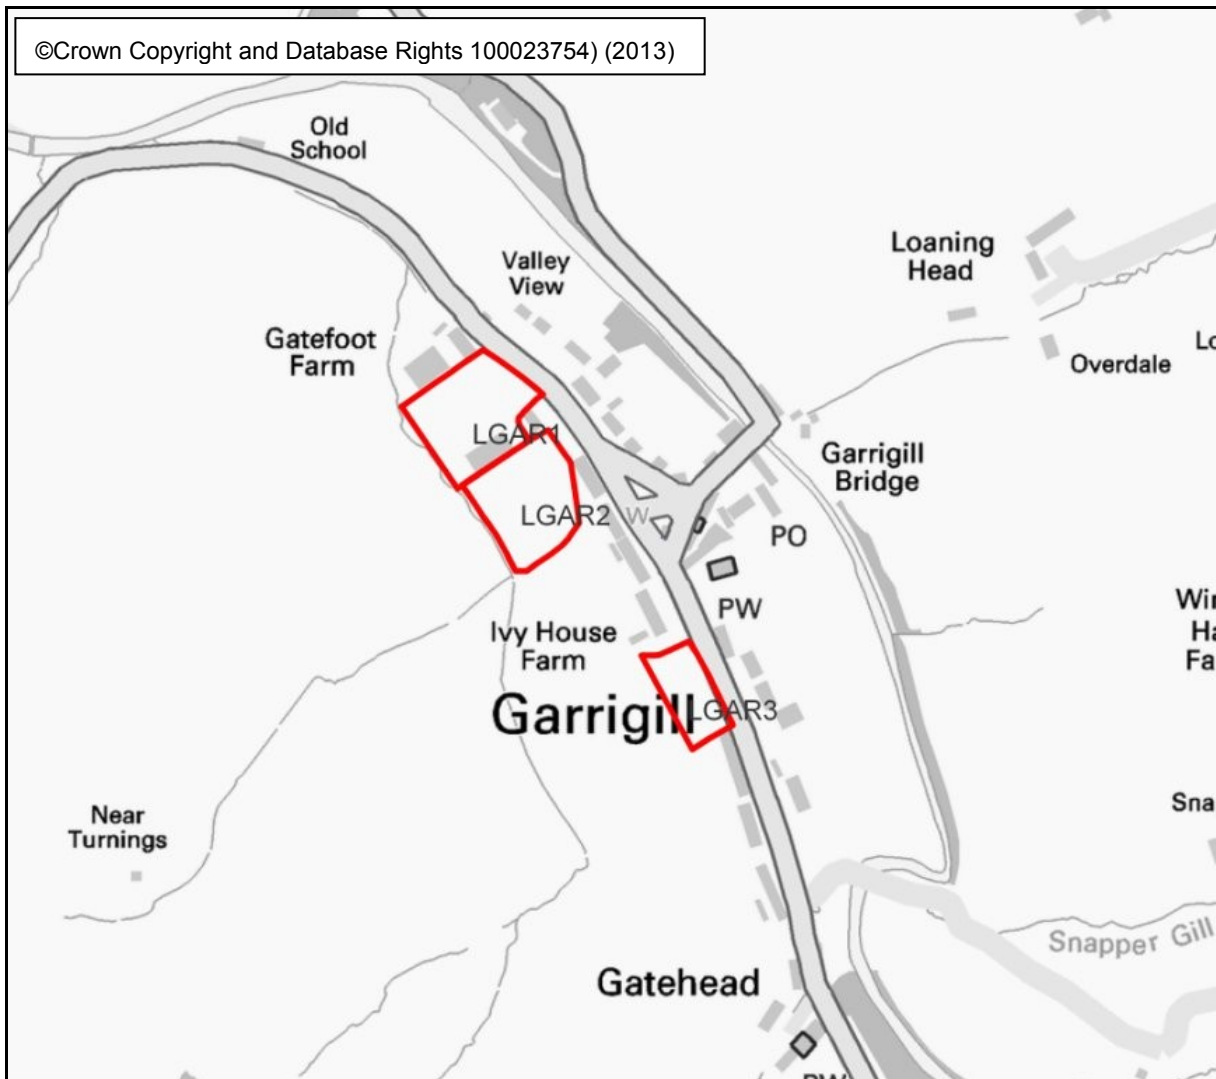 ©Crown Copyright and Database Rights 100023754) (2013)
Old
School
Valley
View
Loaning
Head
Gatefoot
Farm
Overdale
LGAR1
Garrigill
Bridge
LGAR2
W
PO
PW
Ivy House
Farm
Garrigill
LGAR3
Near
Turnings
Snapper Gill
Gatehead